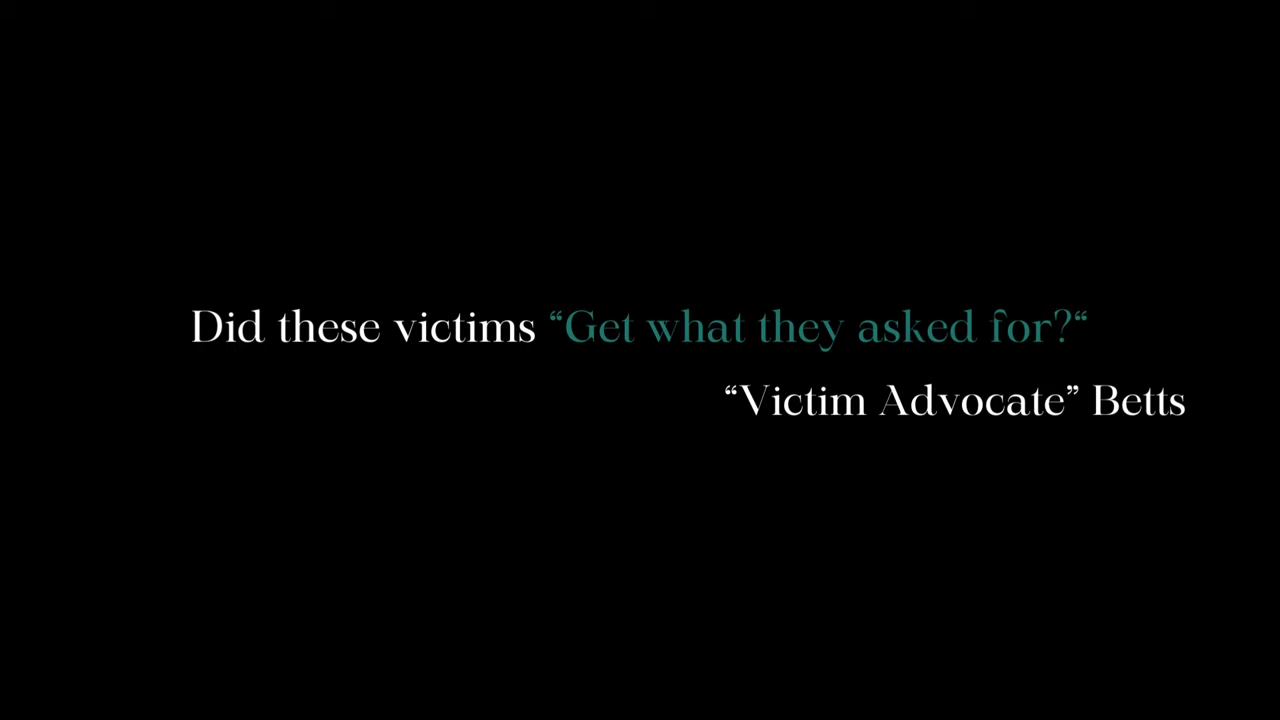 Did these victims “Get what they asked for?“
“Victim Advocate” Betts